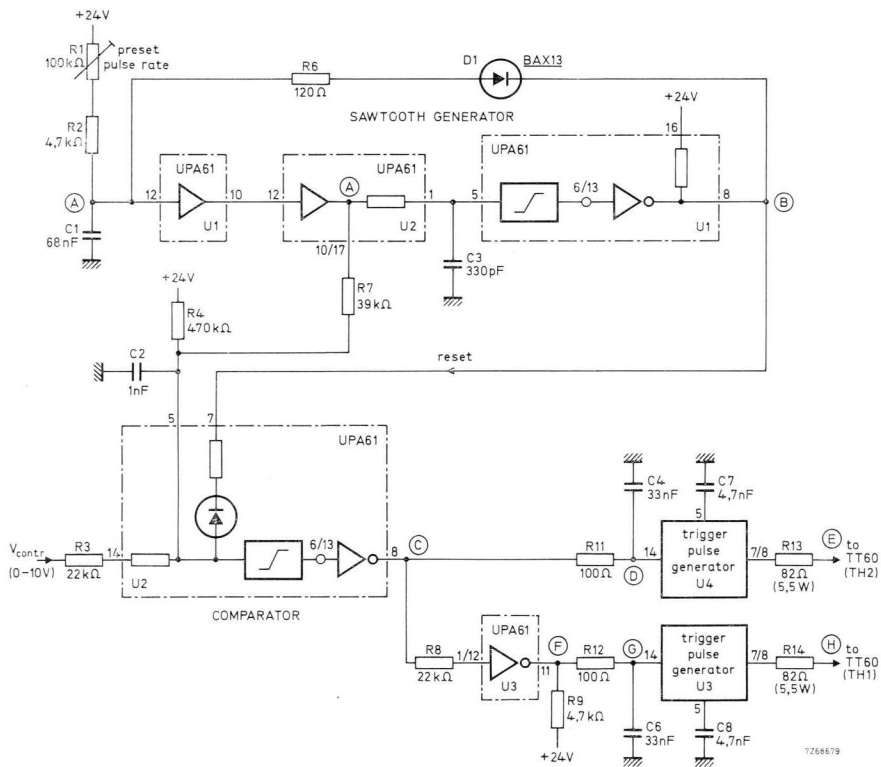 +24V
R1
100kΩ
preset
pulse rate
R2
4,7kΩ
R6
120Ω
D1
BAX13
SAWTOOTH GENERATOR
+24V
16
UPA61
UPA61
UPA61
A
12
10
12
A
1
5
6/13
8
B
C1
68nF
U1
U2
U1
10/17
C3
330pF
+24V
R4
470kΩ
R7
39kΩ
C2
1nF
reset
5
7
UPA61
C4
33nF
C7
4,7nF
5
Vcontr
(0-10V)
R3
22kΩ
14
U2
6/13
8
C
R11
100Ω
D
14
trigger
pulse
generator
U4
7/8
R13
82Ω
(5,5W)
E
to
TT60
(TH2)
COMPARATOR
R8
22kΩ
1/12
UPA61
U3
11
F
R12
100Ω
G
14
trigger
pulse
generator
U3
7/8
R14
82Ω
(5,5W)
H
to
TT60
(TH1)
R9
4,7kΩ
+24V
C6
33nF
5
C8
4,7nF
7Z68679